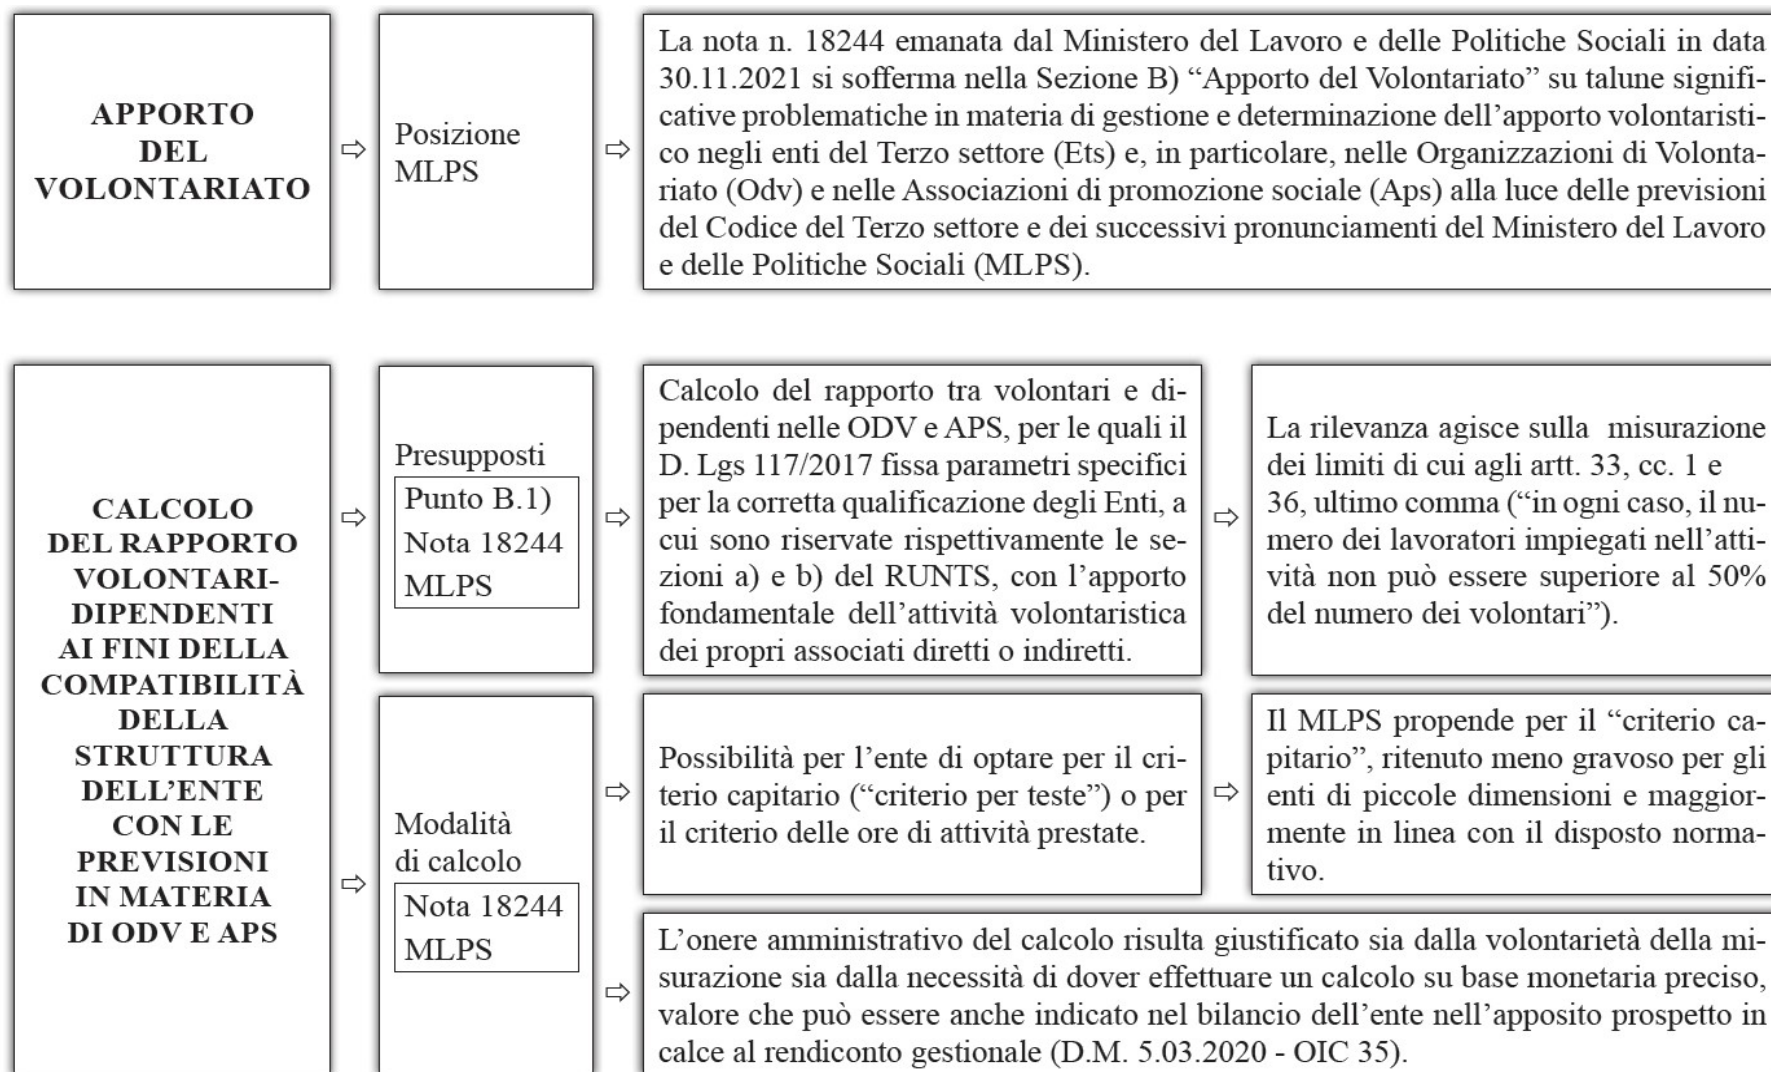 APPORTO
DEL
VOLONTARIATO
⇨
Posizione
MLPS
⇨
La nota n. 18244 emanata dal Ministero del Lavoro e delle Politiche Sociali in data
30.11.2021 si sofferma nella Sezione B) “Apporto del Volontariato” su talune signifi-
cative problematiche in materia di gestione e determinazione dell’apporto volontaristi-
co negli enti del Terzo settore (Ets) e, in particolare, nelle Organizzazioni di Volonta-
riato (Odv) e nelle Associazioni di promozione sociale (Aps) alla luce delle previsioni
del Codice del Terzo settore e dei successivi pronunciamenti del Ministero del Lavoro
e delle Politiche Sociali (MLPS).
CALCOLO
DEL RAPPORTO
VOLONTARI-
DIPENDENTI
AI FINI DELLA
COMPATIBILITÀ
DELLA
STRUTTURA
DELL’ENTE
CON LE
PREVISIONI
IN MATERIA
DI ODV E APS
⇨
Presupposti
Punto B.1)
Nota 18244
MLPS
⇨
Calcolo del rapporto tra volontari e di-
pendenti nelle ODV e APS, per le quali il
D. Lgs 117/2017 fissa parametri specifici
per la corretta qualificazione degli Enti, a
cui sono riservate rispettivamente le se-
zioni a) e b) del RUNTS, con l’apporto
fondamentale dell’attività volontaristica
dei propri associati diretti o indiretti.
⇨
La rilevanza agisce sulla misurazione
dei limiti di cui agli artt. 33, cc. 1 e
36, ultimo comma (“in ogni caso, il nu-
mero dei lavoratori impiegati nell’atti-
vità non può essere superiore al 50%
del numero dei volontari”).
⇨
Modalità
di calcolo
Nota 18244
MLPS
⇨
Possibilità per l’ente di optare per il cri-
terio capitario (“criterio per teste”) o per
il criterio delle ore di attività prestate.
⇨
Il MLPS propende per il “criterio ca-
pitario”, ritenuto meno gravoso per gli
enti di piccole dimensioni e maggior-
mente in linea con il disposto norma-
tivo.
⇨
L’onere amministrativo del calcolo risulta giustificato sia dalla volontarietà della mi-
surazione sia dalla necessità di dover effettuare un calcolo su base monetaria preciso,
valore che può essere anche indicato nel bilancio dell’ente nell’apposito prospetto in
calce al rendiconto gestionale (D.M. 5.03.2020 - OIC 35).